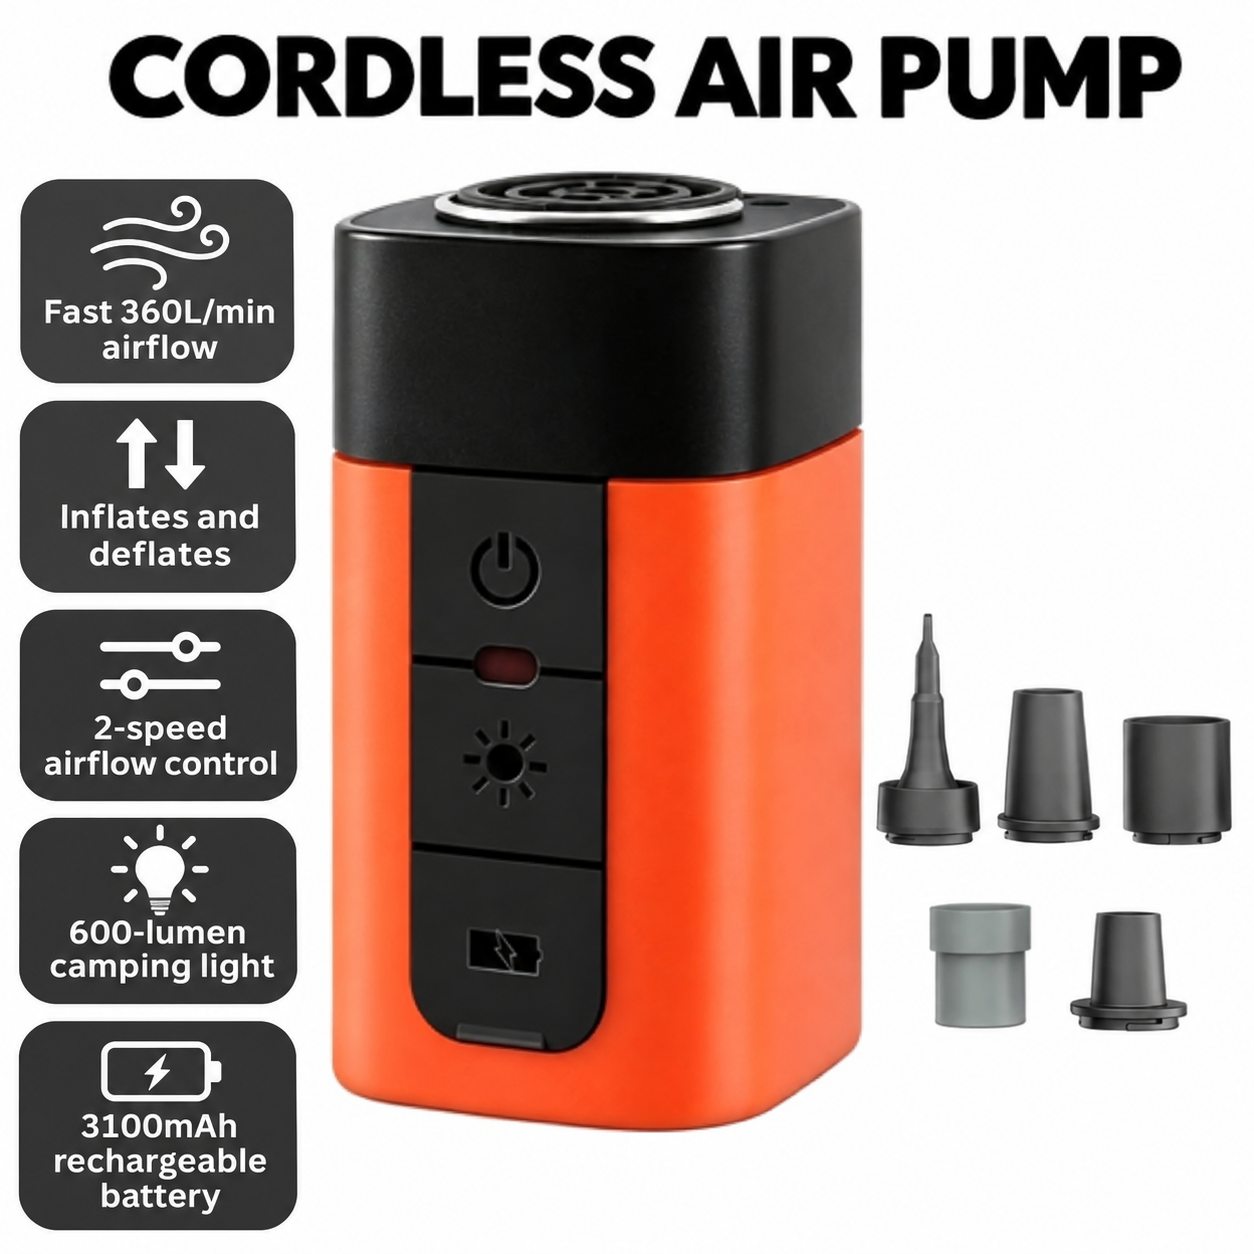 CORDLESS AIR PUMP
Fast 360L/min
airflow
Inflates and
deflates
2-speed
airflow control
600-lumen
camping light
3100mAh
rechargeable
battery